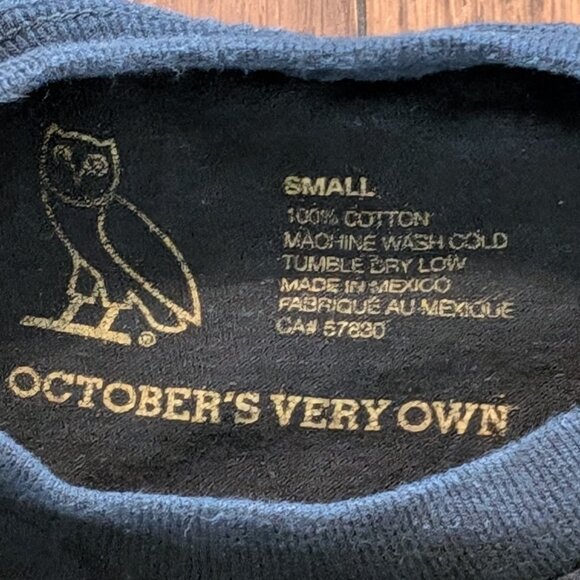 SMALL
100% COTTON
MACHINE WASH COLD
TUMBLE DRY LOW
MADE IN MEXICO
FABRIQUÉ AU MEXIQUE
CA# 57890
®
OCTOBER'S VERY OWN